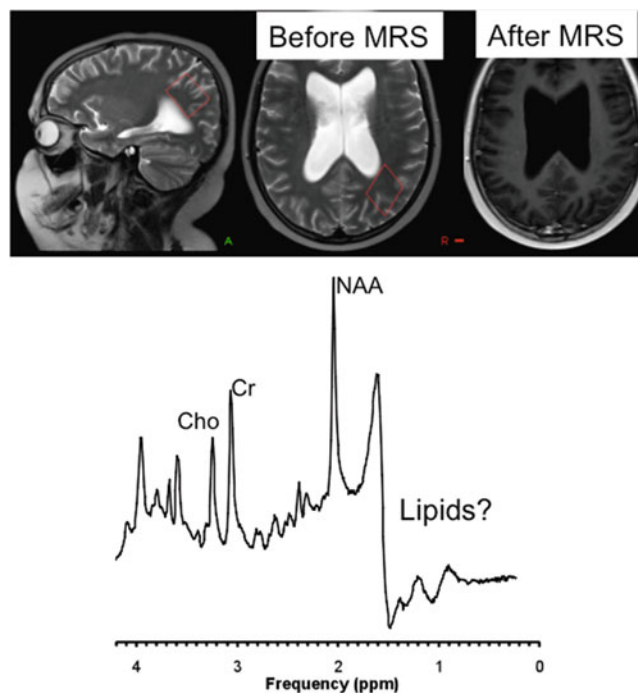 Before MRS
After MRS
A
R
NAA
Cr
Cho
Lipids?
4 3 2 1 0
Frequency (ppm)